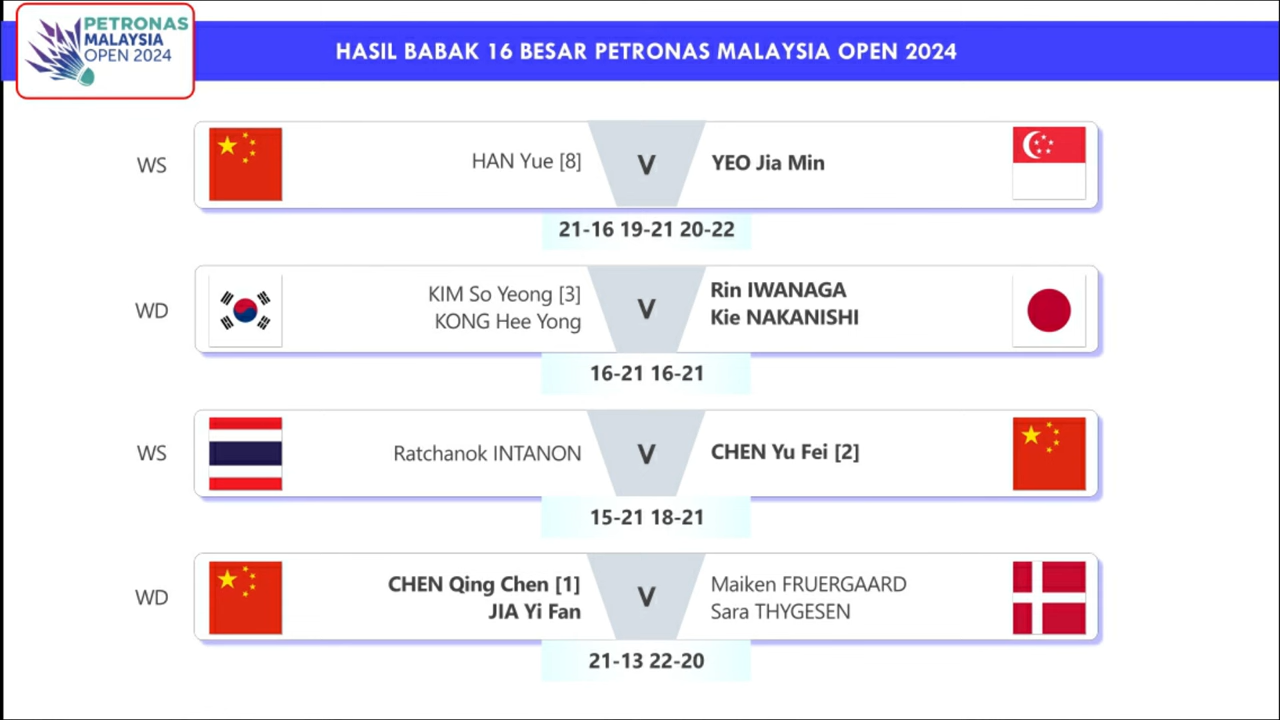 PETRONAS
MALAYSIA
OPEN 2024
HASIL BABAK 16 BESAR PETRONAS MALAYSIA OPEN 2024
WS
HAN Yue [8]
V
YEO Jia Min
21-16 19-21 20-22
WD
KIM So Yeong [3]
KONG Hee Yong
V
Rin IWANAGA
Kie NAKANISHI
16-21 16-21
WS
Ratchanok INTANON
V
CHEN Yu Fei [2]
15-21 18-21
WD
CHEN Qing Chen [1]
JIA Yi Fan
V
Maiken FRUERGAARD
Sara THYGESEN
21-13 22-20